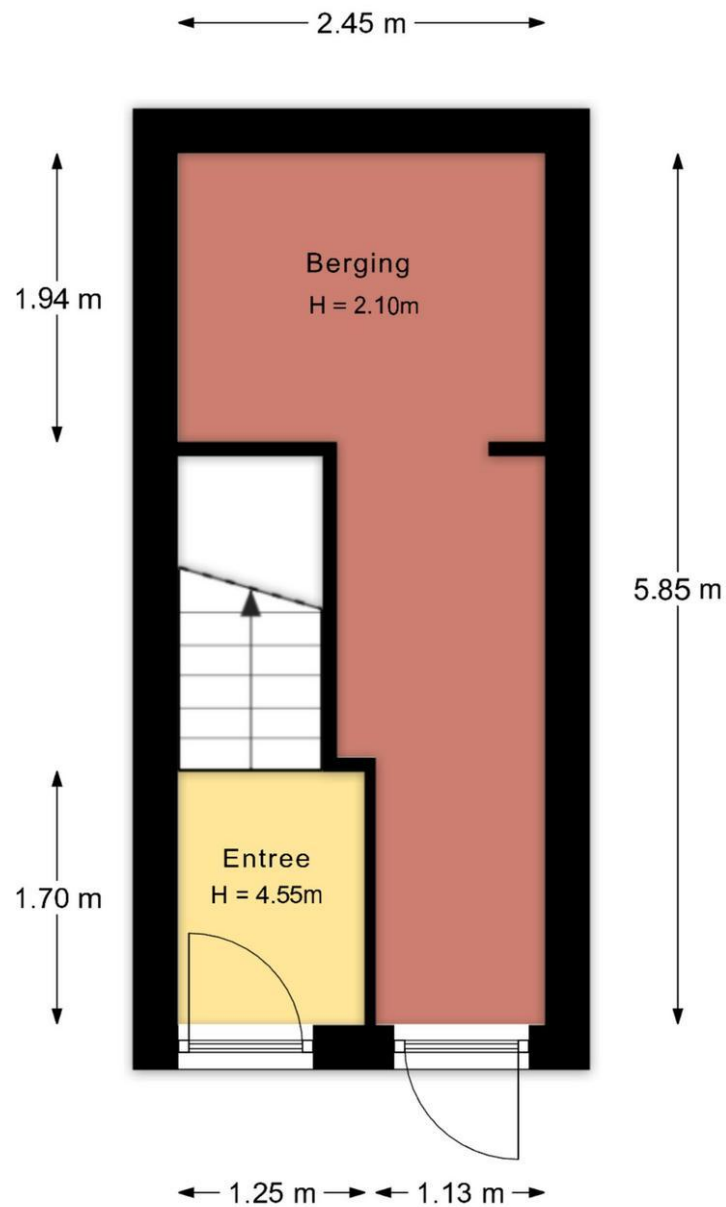 2.45 m
Berging
H = 2.10m
1.94 m
5.85 m
Entree
H = 4.55m
1.70 m
1.25 m
1.13 m